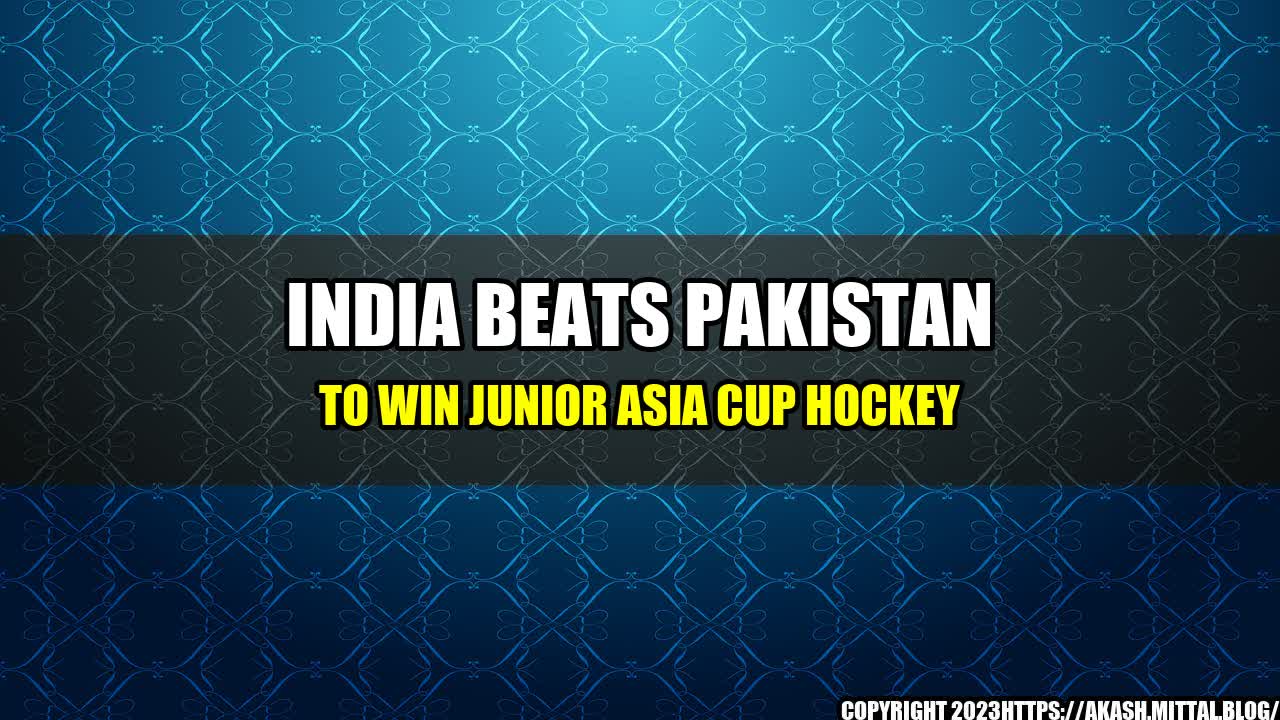 INDIA BEATS PAKISTAN
TO WIN JUNIOR ASIA CUP HOCKEY
COPYRIGHT 2023HTTPS://AKASH.MITTAL.BLOG/